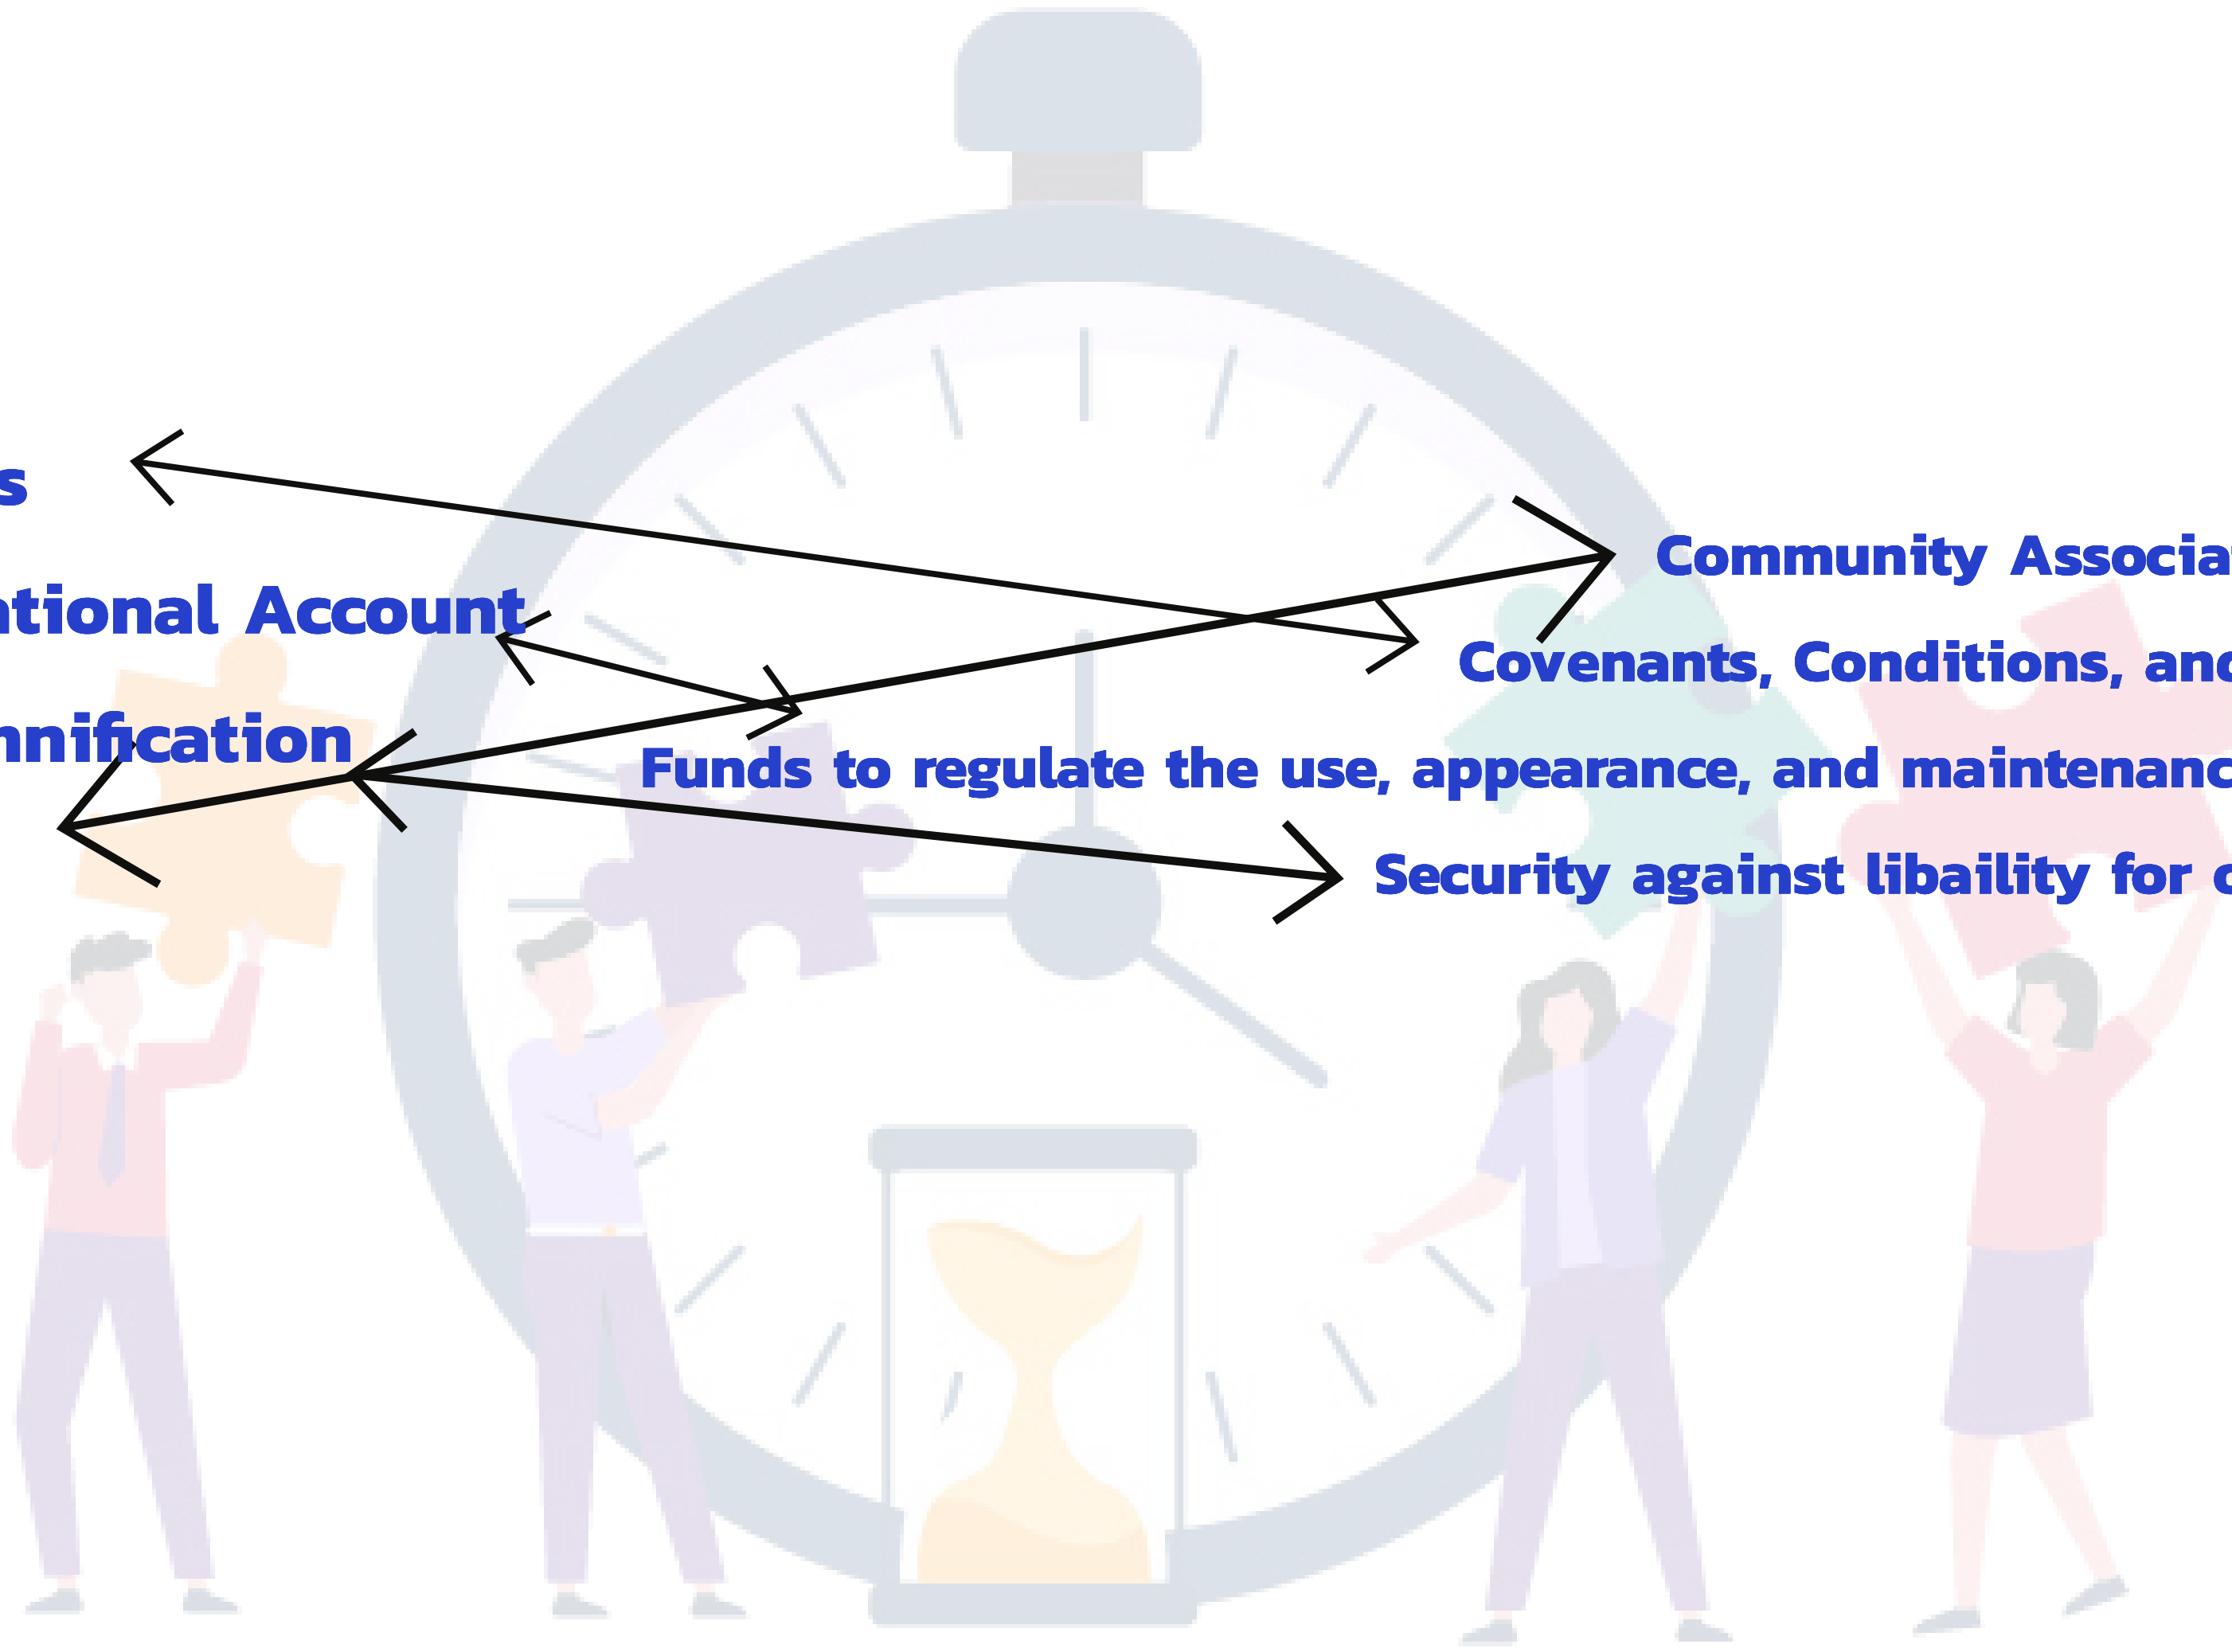 s
ational Account
nnification
Community Associa
Covenants, Conditions, and
Funds to regulate the use, appearance, and maintenanc
Security against libaility for